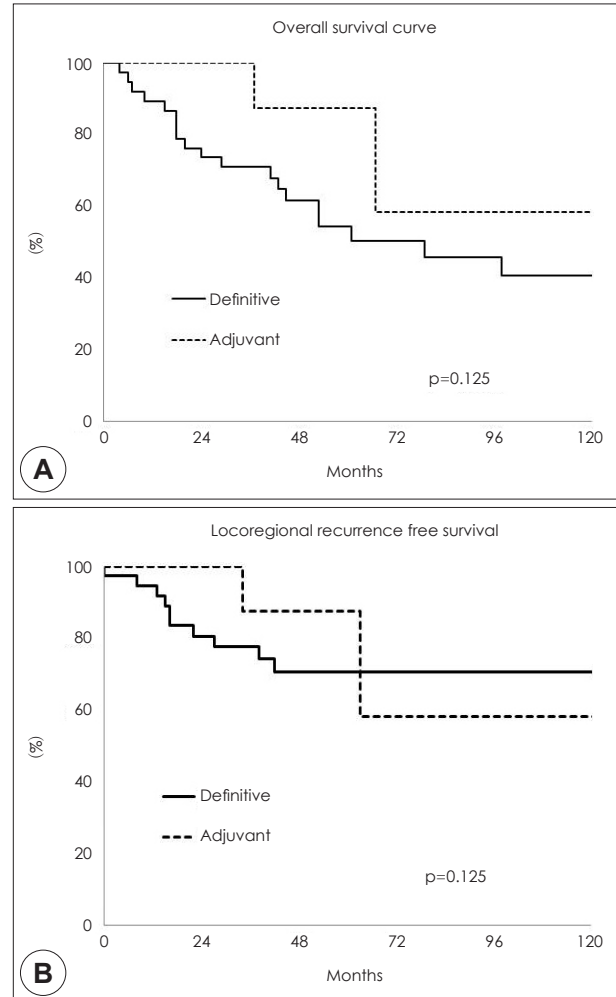 Overall survival curve
100
80
60
40
20
0
(%)
Definitive
Adjuvant
p=0.125
0 24 48 72 96 120
Months
A
Locoregional recurrence free survival
100
80
60
40
20
0
(%)
Definitive
Adjuvant
p=0.125
0 24 48 72 96 120
Months
B